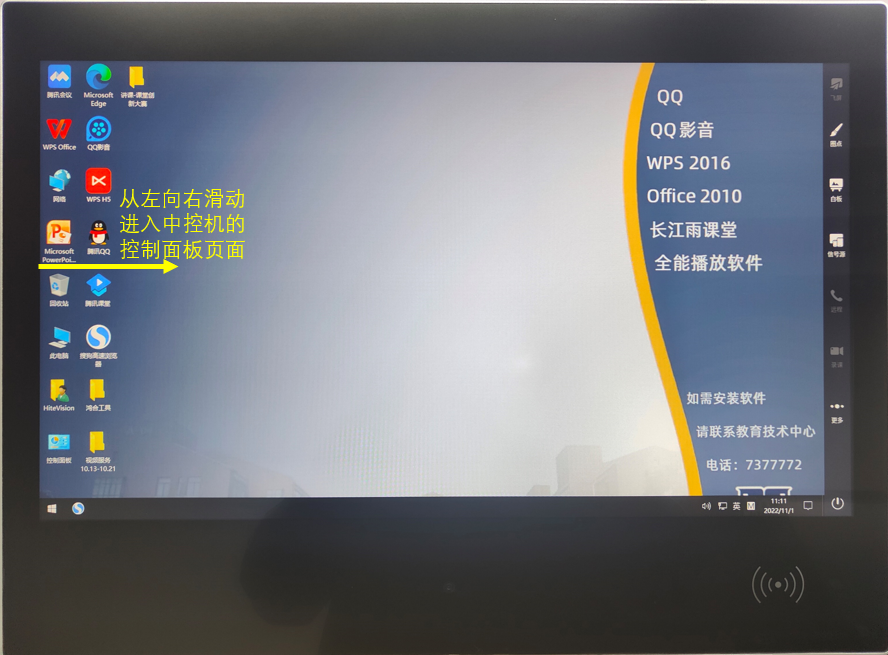 腾讯会议
Microsoft
Edge
讲课-课堂创
新大赛
WPS Office
QQ影音
网络
WPS H5
Microsoft
PowerPoi...
腾讯QQ
回收站
腾讯课堂
此电脑
搜狗高速浏览
器
HiteVision
鸿合工具
控制面板
视频服务
10.13-10.21
从左向右滑动
进入中控机的
控制面板页面
QQ
QQ影音
WPS 2016
Office 2010
长江雨课堂
全能播放软件
如需安装软件
请联系教育技术中心
电话：7377772
飞屏
圈点
白板
信号源
更多
英
11:11
2022/11/1